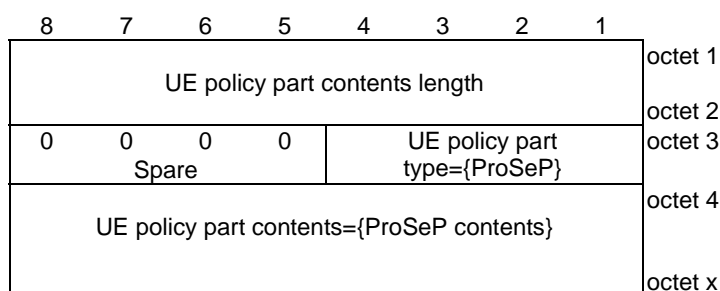 8 7 6 5 4 3 2 1
octet 1
UE policy part contents length
octet 2
0 0 0 0 UE policy part octet 3
Spare type={ProSeP}
octet 4
UE policy part contents={ProSeP contents}
octet x